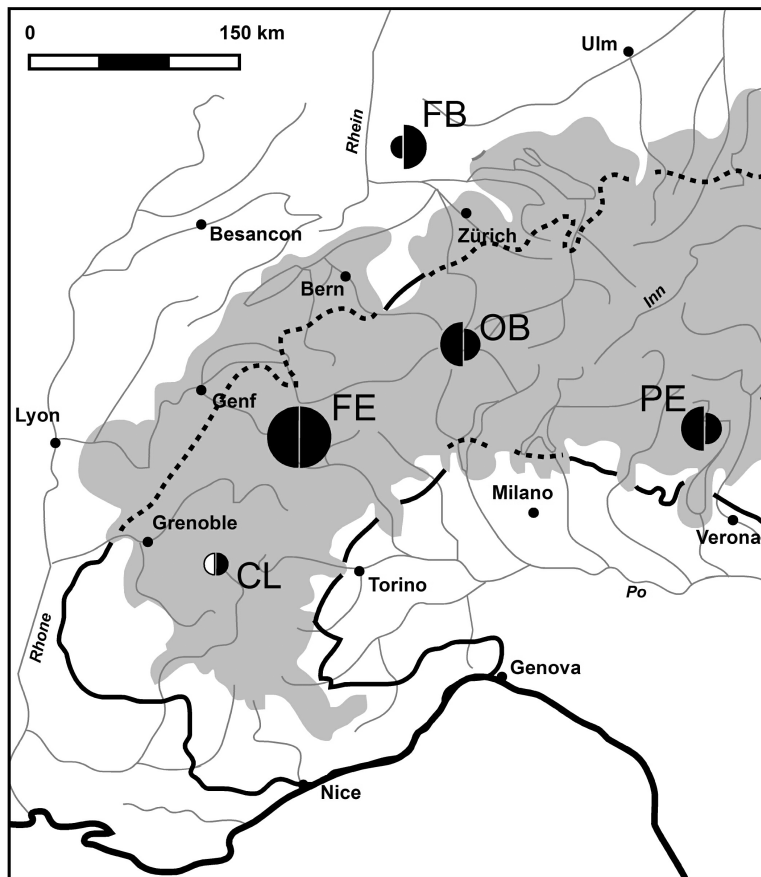 0 150 km
Ulm
FB
Rhein
Besancon
Zürich
Bern
Inn
OB
Genf
FE
PE
Lyon
Milano
Grenoble
Verona
CL
Torino
Po
Rhone
Genova
Nice